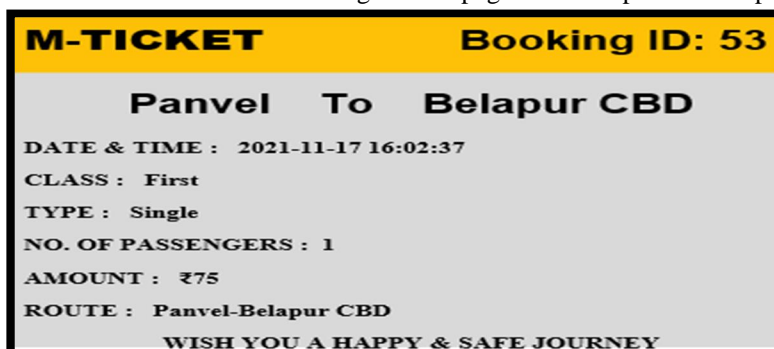 M-TICKET Booking ID: 53
Panvel To Belapur CBD
DATE & TIME : 2021-11-17 16:02:37
CLASS : First
TYPE : Single
NO. OF PASSENGERS : 1
AMOUNT : ₹75
ROUTE : Panvel-Belapur CBD
WISH YOU A HAPPY & SAFE JOURNEY